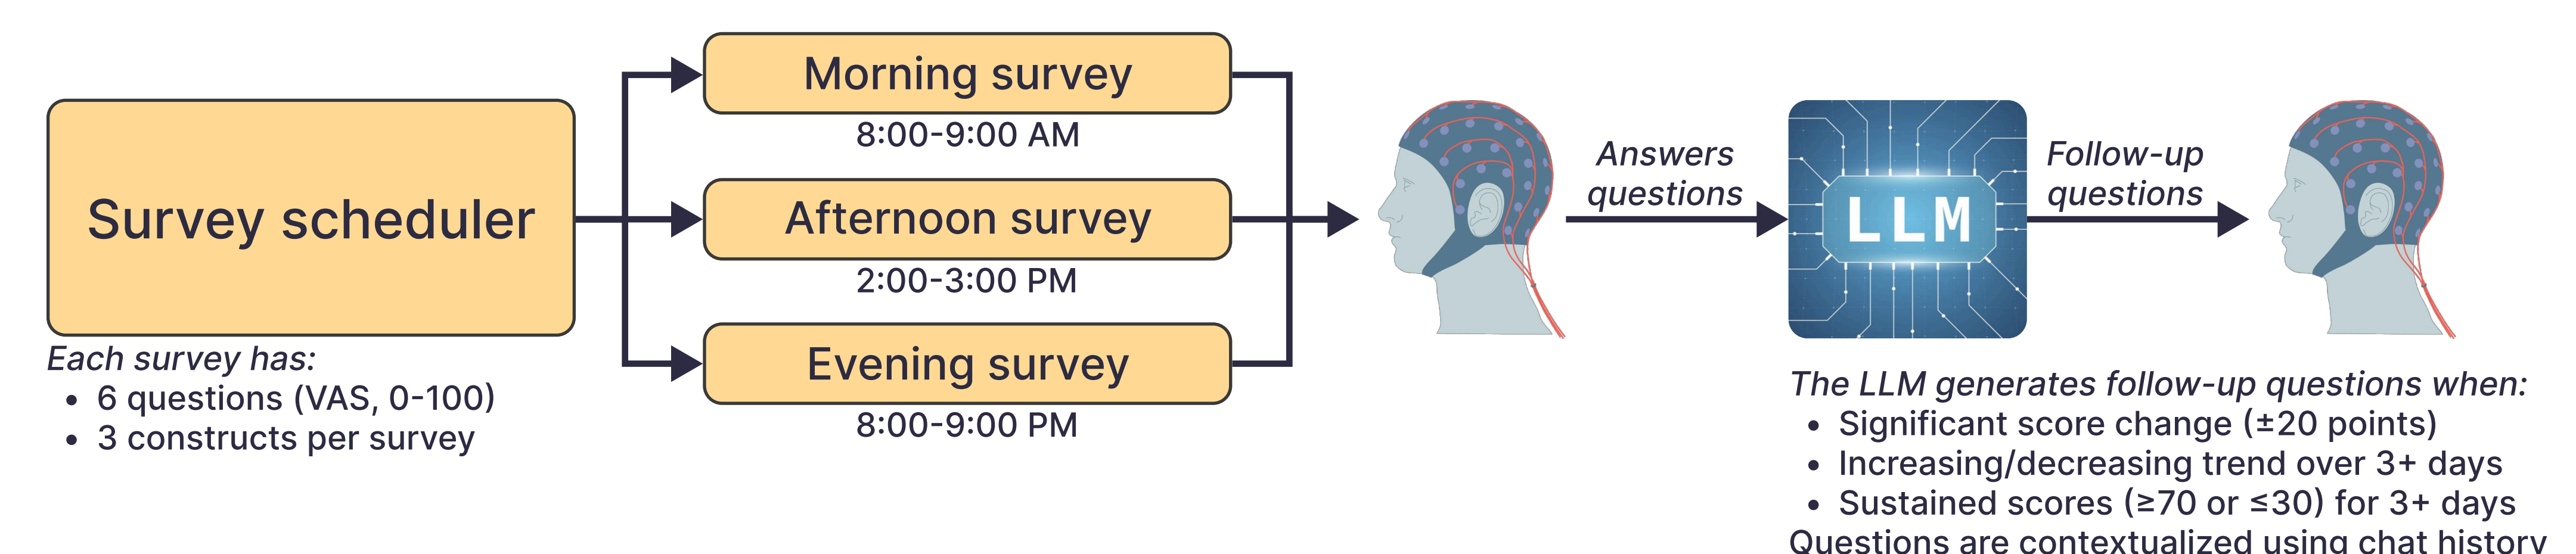 Survey scheduler
Each survey has:
• 6 questions (VAS, 0-100)
• 3 constructs per survey
Morning survey
8:00-9:00 AM
Afternoon survey
2:00-3:00 PM
Evening survey
8:00-9:00 PM
Answers
questions
LLM
Follow-up
questions
The LLM generates follow-up questions when:
• Significant score change (±20 points)
• Increasing/decreasing trend over 3+ days
• Sustained scores (≥70 or ≤30) for 3+ days
Questions are contextualized using chat history